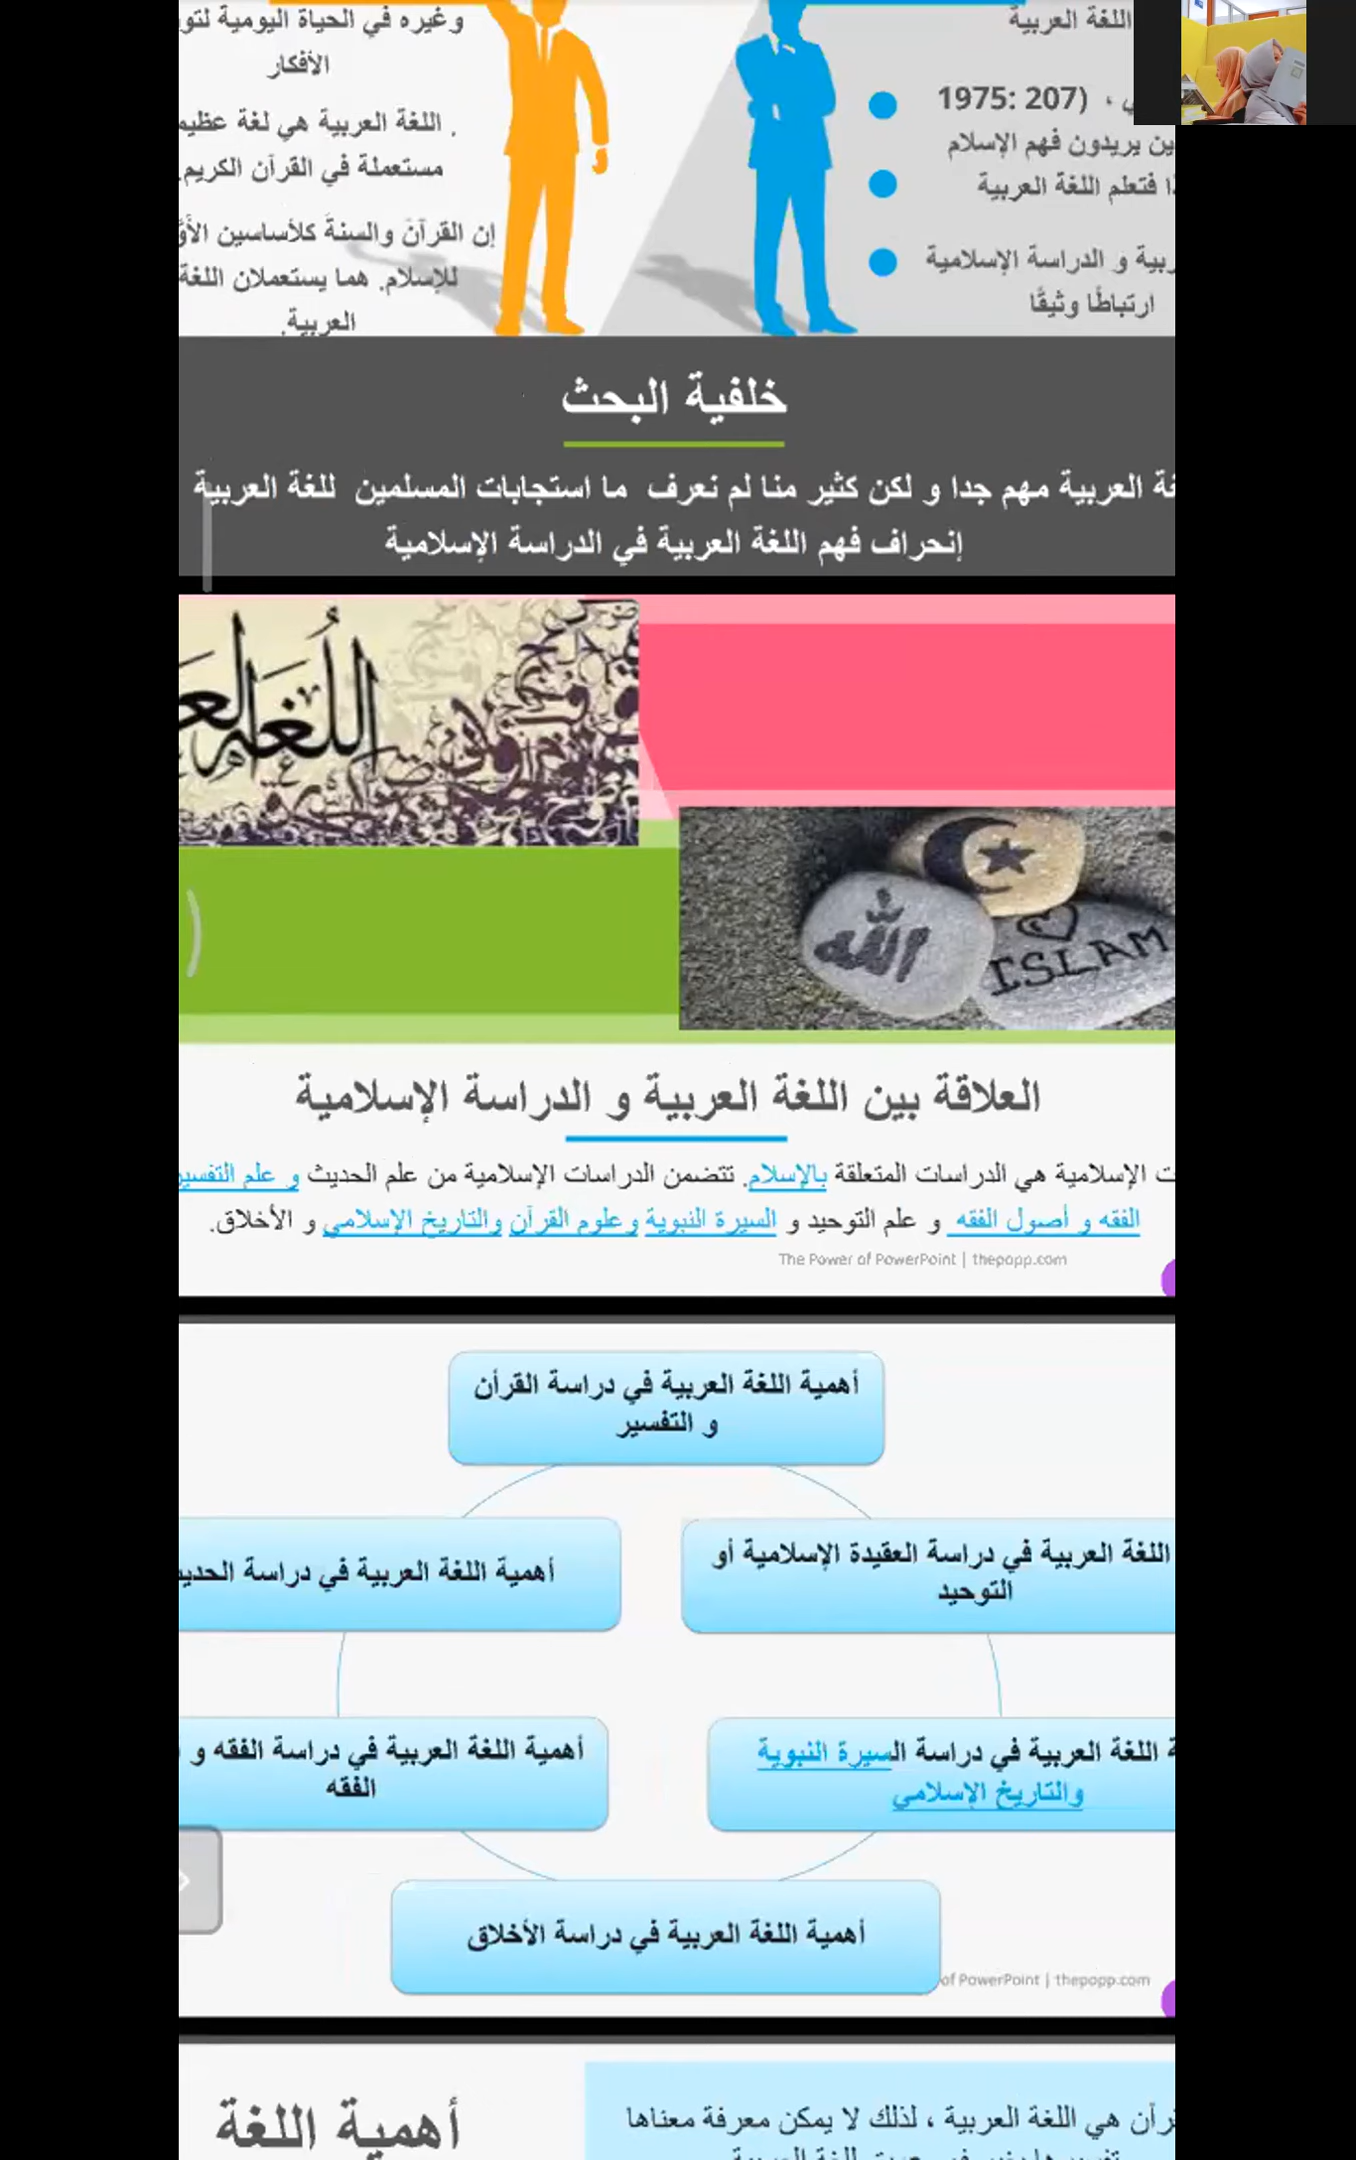 اللغة العربية
(207 :1975 ،
يريدون فهم الإسلام
فتعلم اللغة العربية
و الدراسة الإسلامية
ارتباطًا وثيقًا
وغيره في الحياة اليومية
الأفكار
. اللغة العربية هي لغة
مستعملة في القرآن الكريم.
إن القرآن والسنة كلأساسين
للإسلام. هما يستعملان اللغة
العربية.
خلفية البحث
العربية مهم جدا و لكن كثير منا لم نعرف ما استجابات المسلمين للغة العربية
إنحراف فهم اللغة العربية في الدراسة الإسلامية
اللُغة
الله
ISLAM
العلاقة بين اللغة العربية و الدراسة الإسلامية
الإسلامية هي الدراسات المتعلقة بالإسلام. تتضمن الدراسات الإسلامية من علم الحديث و علم التفسير
الفقه و أصول الفقه و علم التوحيد و السيرة النبوية وعلوم القرآن والتاريخ الإسلامي و الأخلاق.
The Power of PowerPoint | thepopp.com
أهمية اللغة العربية في دراسة القرأن
و التفسير
اللغة العربية في دراسة العقيدة الإسلامية أو
التوحيد
أهمية اللغة العربية في دراسة
اللغة العربية في دراسة السيرة النبوية
والتاريخ الإسلامي
أهمية اللغة العربية في دراسة الفقه و
الفقه
أهمية اللغة العربية في دراسة الأخلاق
of PowerPoint | thepopp.com
أهمية اللغة
هي اللغة العربية ، لذلك لا يمكن معرفة معناها